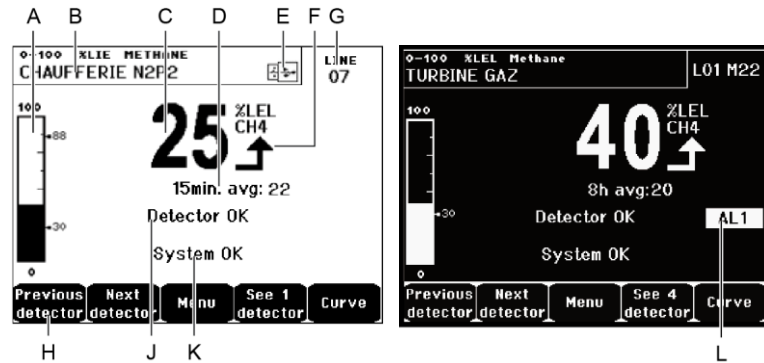 A B C D E F G
0-100 %LIE METHANE
CHAUFFERIE N2P2
LINE
07
100
88
30
0
25
%LEL
CH4
15min. avg: 22
Detector OK
System OK
Previous detector
Next detector
Menu
See 1 detector
Curve
H J K
0-100 %LEL Methane
TURBINE GAZ
L01 M22
100
30
0
40
%LEL
CH4
8h avg:20
Detector OK
AL1
System OK
Previous detector
Next detector
Menu
See 4 detector
Curve
L